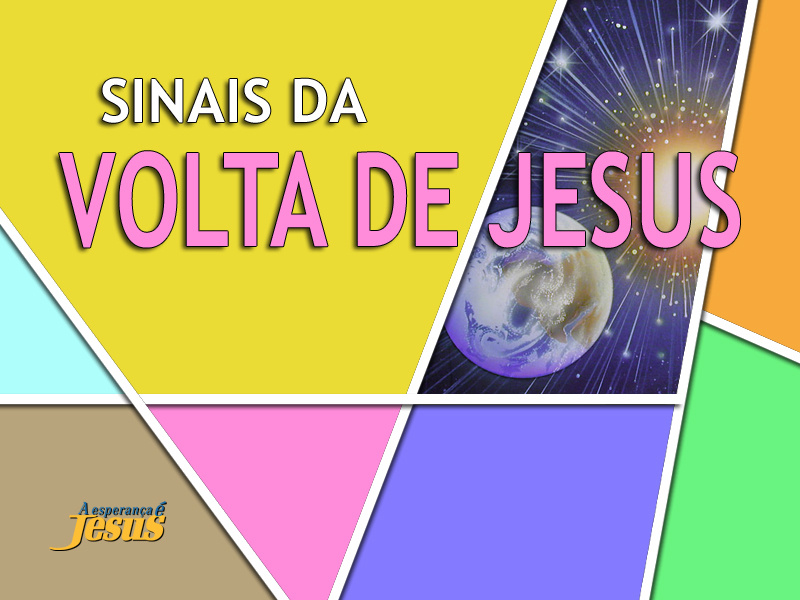 SINAIS DA
VOLTA DE JESUS
A esperança é
Jesus